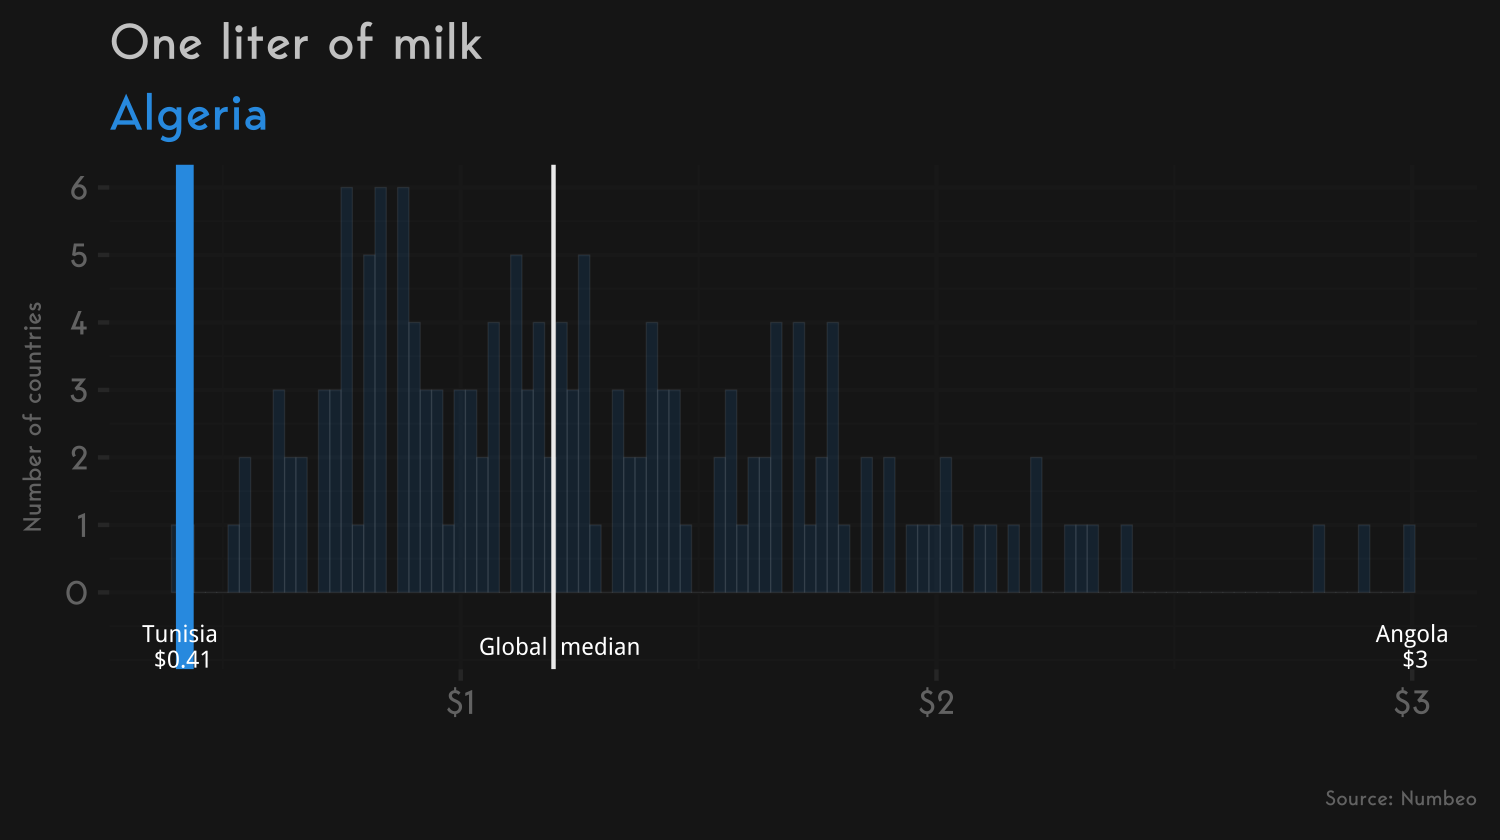 One liter of milk
Algeria
Number of countries
6
5
4
3
2
1
0
Tunisia
$0.41
Global median
Angola
$3
$1
$2
$3
Source: Numbeo